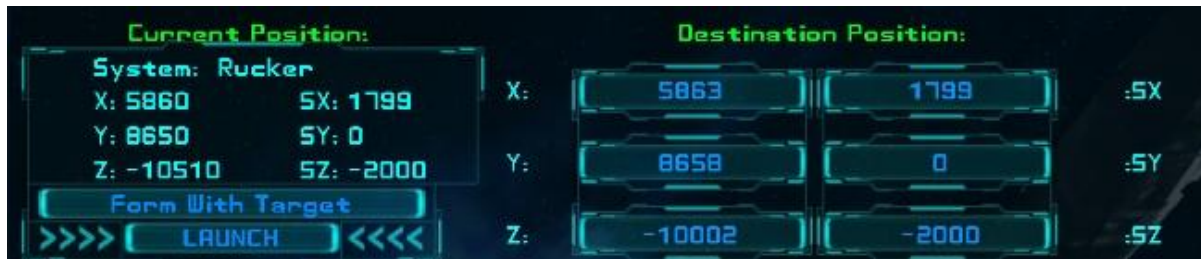 Current Position:
System: Rucker
X: 5860 SX: 1799
Y: 8650 SY: 0
Z: -10510 SZ: -2000
Form With Target
>>>> LAUNCH <<<<
Destination Position:
X: 5863 1799 :SX
Y: 8658 0 :SY
Z: -10002 -2000 :SZ